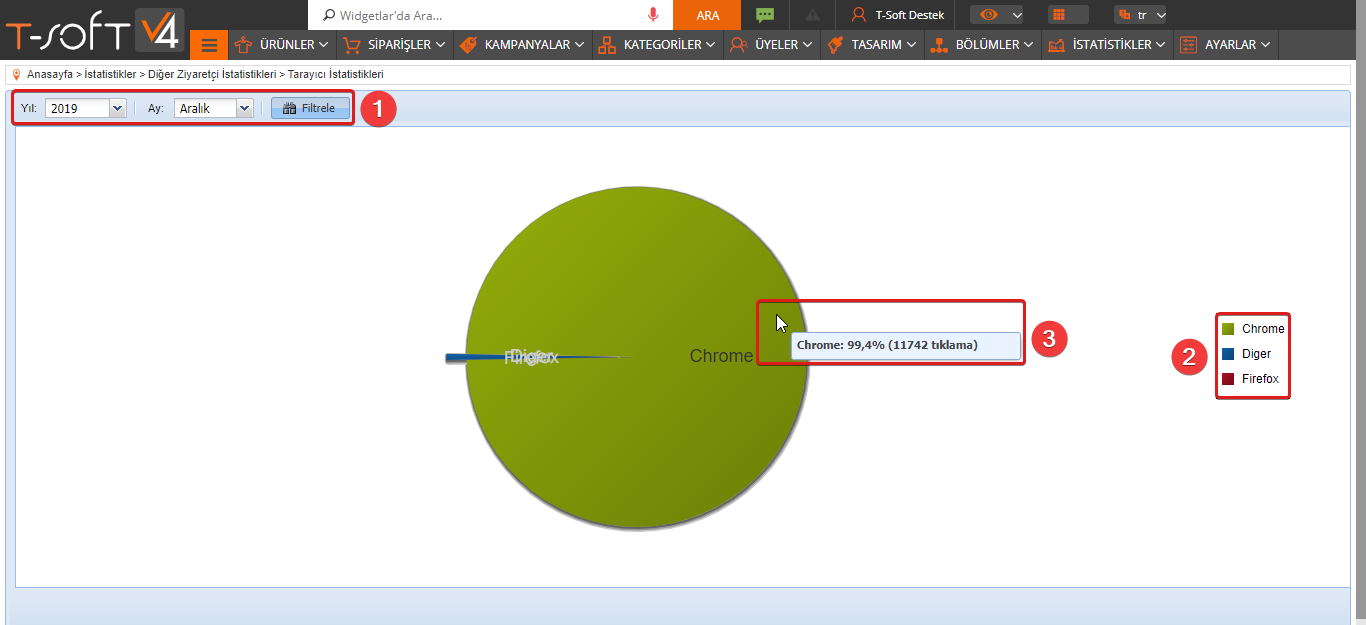 T-SOFT V4
Widgetlar'da Ara...
ARA
T-Soft Destek
tr
ÜRÜNLER
SİPARİŞLER
KAMPANYALAR
KATEGORİLER
ÜYELER
TASARIM
BÖLÜMLER
İSTATİSTİKLER
AYARLAR
Anasayfa > İstatistikler > Diğer Ziyaretçi İstatistikleri > Tarayıcı İstatistikleri
Yıl: 2019 Ay: Aralık Filtrele
1
Chrome: 99,4% (11742 tıklama)
3
Firefox
Diger
Chrome
2
Chrome
Diger
Firefox